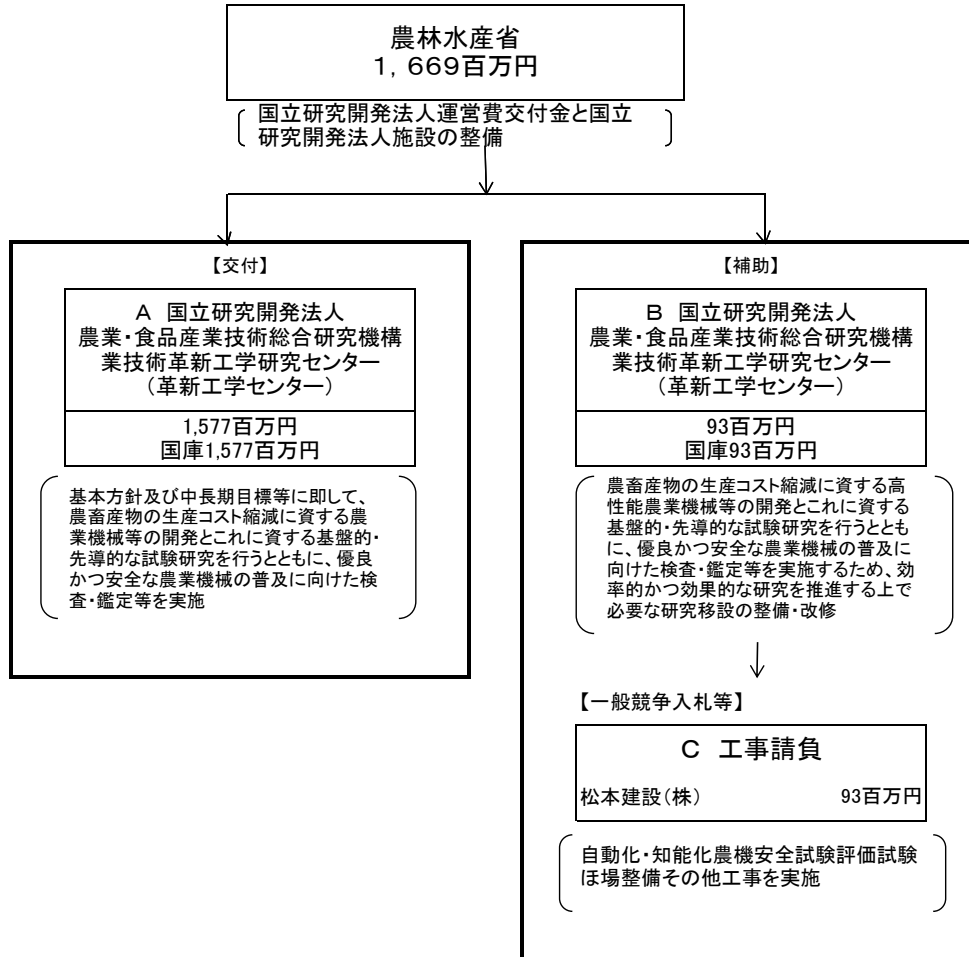 農林水産省
1,669百万円
国立研究開発法人運営費交付金と国立
研究開発法人施設の整備
【交付】
A 国立研究開発法人
農業・食品産業技術総合研究機構
業技術革新工学研究センター
(革新工学センター)
1,577百万円
国庫1,577百万円
基本方針及び中長期目標等に即して、
農畜産物の生産コスト縮減に資する農
業機械等の開発とこれに資する基盤的・
先導的な試験研究を行うとともに、優良
かつ安全な農業機械の普及に向けた検
査・鑑定等を実施
【補助】
B 国立研究開発法人
農業・食品産業技術総合研究機構
業技術革新工学研究センター
(革新工学センター)
93百万円
国庫93百万円
農畜産物の生産コスト縮減に資する高
性能農業機械等の開発とこれに資する
基盤的・先導的な試験研究を行うととも
に、優良かつ安全な農業機械の普及に
向けた検査・鑑定等を実施するため、効
率的かつ効果的な研究を推進する上で
必要な研究移設の整備・改修
【一般競争入札等】
C 工事請負
松本建設(株) 93百万円
自動化・知能化農機安全試験評価試験
ほ場整備その他工事を実施